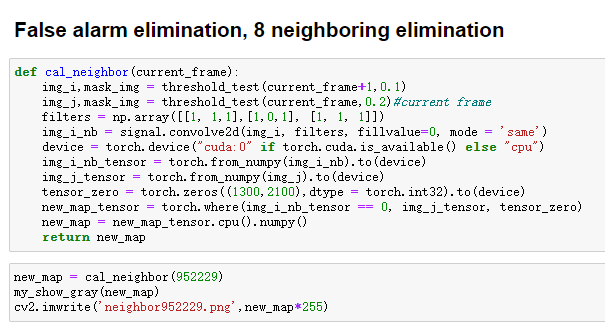 False alarm elimination, 8 neighboring elimination
def cal_neighbor(current_frame):
    img_i,mask_img = threshold_test(current_frame+1,0.1)
    img_j,mask_img = threshold_test(current_frame,0.2)#current frame
    filters = np.array([[1, 1,1],[1,0,1], [1, 1, 1]])
    img_i_nb = signal.convolve2d(img_i, filters, fillvalue=0, mode = 'same')
    device = torch.device("cuda:0" if torch.cuda.is_available() else "cpu")
    img_i_nb_tensor = torch.from_numpy(img_i_nb).to(device)
    img_j_tensor = torch.from_numpy(img_j).to(device)
    tensor_zero = torch.zeros((1300,2100),dtype = torch.int32).to(device)
    new_map_tensor = torch.where(img_i_nb_tensor == 0, img_j_tensor, tensor_zero)
    new_map = new_map_tensor.cpu().numpy()
    return new_map
new_map = cal_neighbor(952229)
my_show_gray(new_map)
cv2.imwrite('neighbor952229.png',new_map*255)